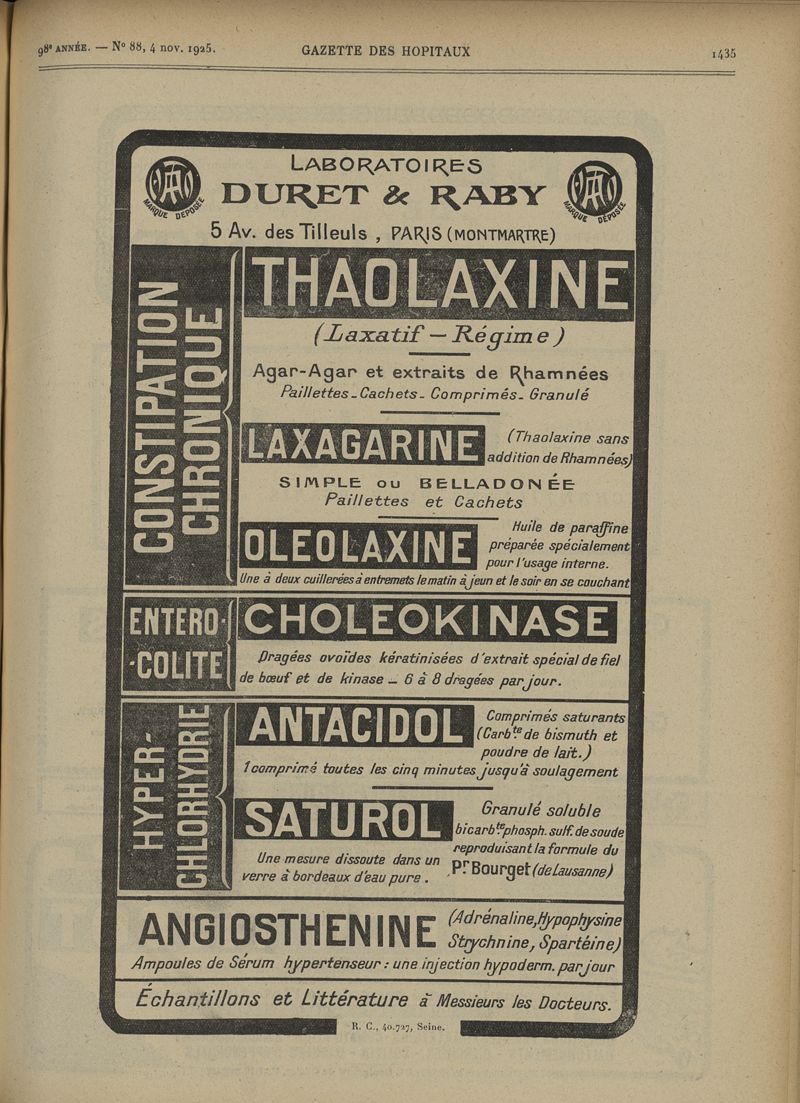 98e ANNÉE. — No 88, 4 nov. 1925. GAZETTE DES HOPITAUX 1435
LABORATOIRES
DURET & RABY
MARQUE DÉPOSÉE
MARQUE DÉPOSÉE
5 Av. des Tilleuls, PARIS (MONTMARTRE)
CONSTIPATION
CHRONIQUE
THAOLAXINE
(Laxatif — Régime)
Agar-Agar et extraits de Rhamnées
Paillettes - Cachets - Comprimés - Granulé
LAXAGARINE (Thaolaxine sans
addition de Rhamnées)
SIMPLE OU BELLADONÉE
Paillettes et Cachets
OLEOLAXINE Huile de paraffine
préparée spécialement
pour l'usage interne.
Une à deux cuillerées à entremets le matin à jeun et le soir en se couchant
ENTERO-
-COLITE
CHOLEOKINASE
Dragées ovoïdes kératinisées d'extrait spécial de fiel
de bœuf et de kinase — 6 à 8 dragées par jour.
HYPER-
CHLORHYDRIE
ANTACIDOL Comprimés saturants
(Carbte de bismuth et
poudre de lait.)
1 comprimé toutes les cinq minutes jusqu'à soulagement
SATUROL Granulé soluble
bicarbte, phosph. sulf. de soude
reproduisant la formule du
Pr Bourget (de Lausanne)
Une mesure dissoute dans un
verre à bordeaux d'eau pure.
ANGIOSTHENINE (Adrénaline, Hypophysine
Strychnine, Spartéine)
Ampoules de Sérum hypertenseur : une injection hypoderm. par jour
Échantillons et Littérature à Messieurs les Docteurs.
R. C., 40.727, Seine.